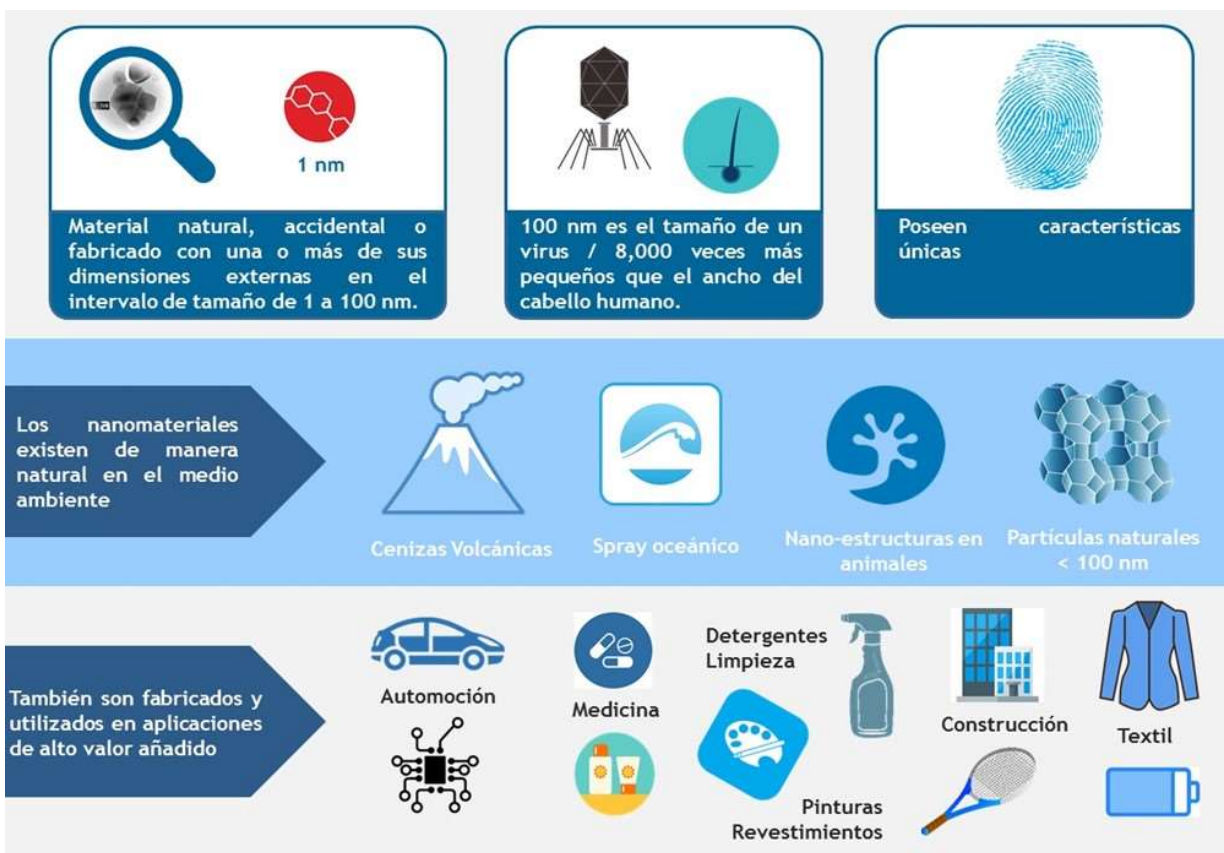 1 nm
Material natural, accidental o
fabricado con una o más de sus
dimensiones externas en el
intervalo de tamaño de 1 a 100 nm.
100 nm es el tamaño de un
virus / 8,000 veces más
pequeños que el ancho del
cabello humano.
Poseen características
únicas
Los nanomateriales
existen de manera
natural en el medio
ambiente
Cenizas Volcánicas
Spray oceánico
Nano-estructuras en
animales
Partículas naturales
< 100 nm
También son fabricados y
utilizados en aplicaciones
de alto valor añadido
Automoción
Medicina
Detergentes
Limpieza
Pinturas
Revestimientos
Construcción
Textil